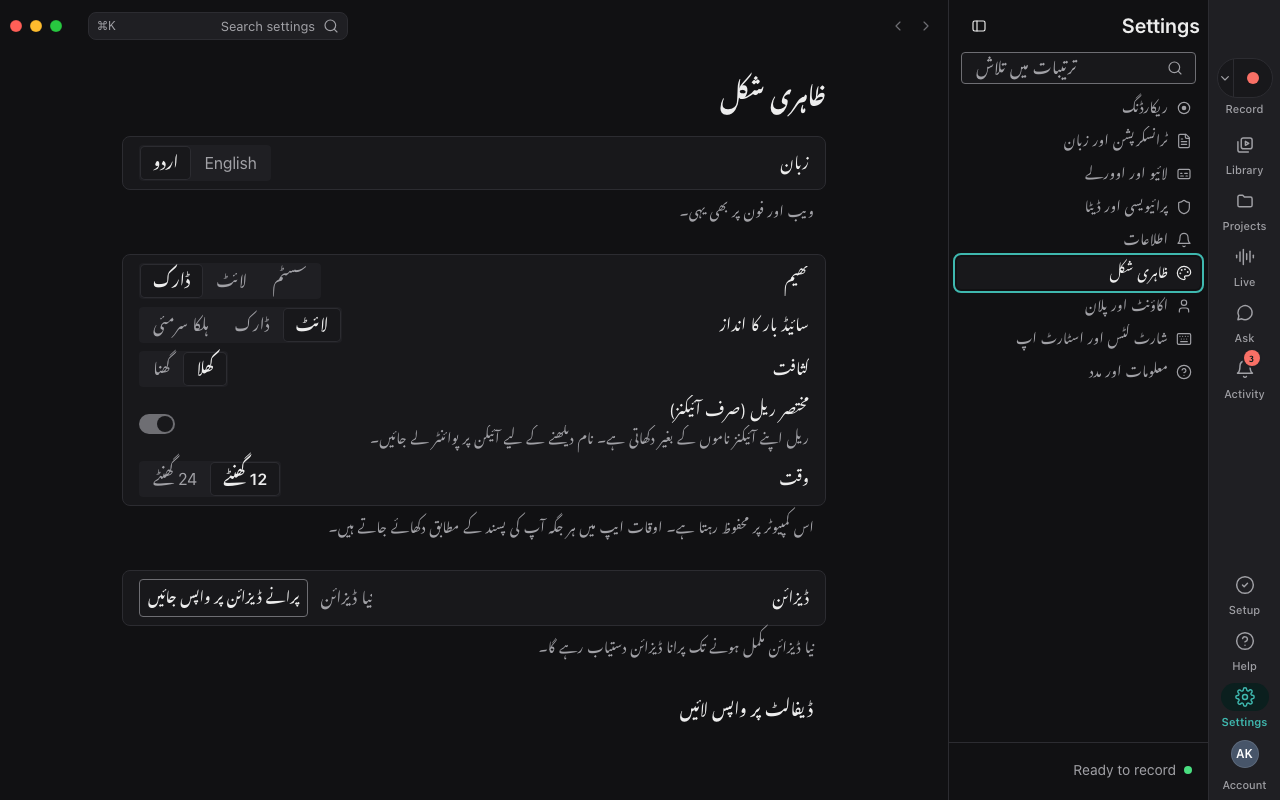 ⌘K
Search settings
Settings
ترتیبات میں تلاش
ریکارڈنگ
ٹرانسکرپشن اور زبان
لائیو اور اوورلے
پرائیویسی اور ڈیٹا
اطلاعات
ظاہری شکل
اکاؤنٹ اور پلان
شارٹ کٹس اور اسٹارٹ اپ
معلومات اور مدد
Ready to record
Record
Library
Projects
Live
Ask
3
Activity
Setup
Help
Settings
AK
Account
ظاہری شکل
زبان
English
اردو
ویب اور فون پر بھی یہی۔
تھیم
سسٹم
لائٹ
ڈارک
سائیڈ بار کا انداز
لائٹ
ڈارک
ہلکا سرمئی
کثافت
کھلا
گھنا
مختصر ریل (صرف آئیکنز)
ریل اپنے آئیکنز ناموں کے بغیر دکھاتی ہے۔ نام دیکھنے کے لیے آئیکن پر پوائنٹر لے جائیں۔
وقت
12 گھنٹے
24 گھنٹے
اس کمپیوٹر پر محفوظ رہتا ہے۔ اوقات ایپ میں ہر جگہ آپ کی پسند کے مطابق دکھائے جاتے ہیں۔
ڈیزائن
نیا ڈیزائن
پرانے ڈیزائن پر واپس جائیں
نیا ڈیزائن مکمل ہونے تک پرانا ڈیزائن دستیاب رہے گا۔
ڈیفالٹ پر واپس لائیں